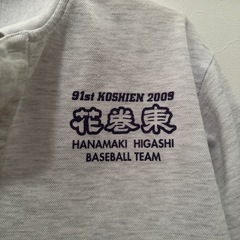 91st KOSHIEN 2009
花巻東
HANAMAKI HIGASHI
BASEBALL TEAM